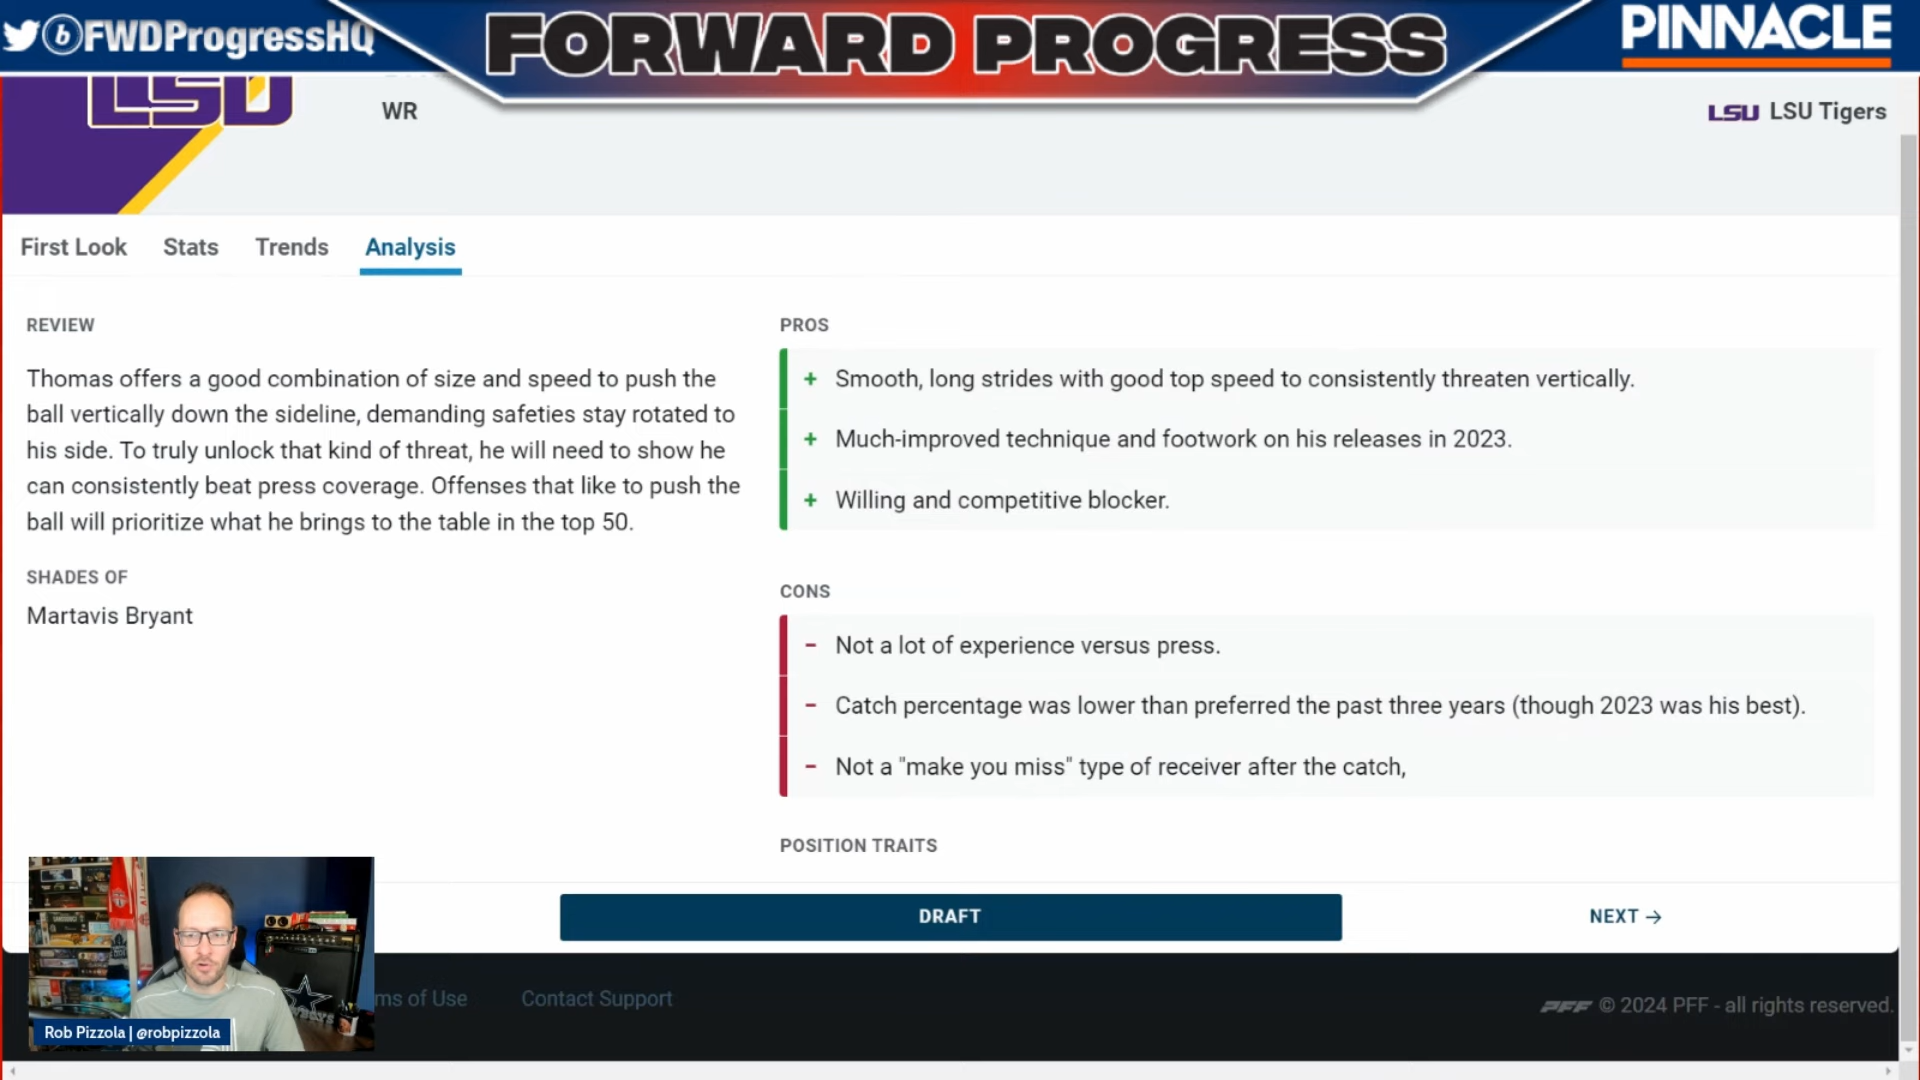 @FWDProgressHQ
FORWARD PROGRESS
PINNACLE
LSU
WR
LSU LSU Tigers
First Look Stats Trends Analysis
REVIEW
Thomas offers a good combination of size and speed to push the
ball vertically down the sideline, demanding safeties stay rotated to
his side. To truly unlock that kind of threat, he will need to show he
can consistently beat press coverage. Offenses that like to push the
ball will prioritize what he brings to the table in the top 50.
SHADES OF
Martavis Bryant
PROS
+ Smooth, long strides with good top speed to consistently threaten vertically.
+ Much-improved technique and footwork on his releases in 2023.
+ Willing and competitive blocker.
CONS
- Not a lot of experience versus press.
- Catch percentage was lower than preferred the past three years (though 2023 was his best).
- Not a "make you miss" type of receiver after the catch,
POSITION TRAITS
DRAFT
NEXT →
ms of Use Contact Support
PFF © 2024 PFF - all rights reserved.
Rob Pizzola | @robpizzola